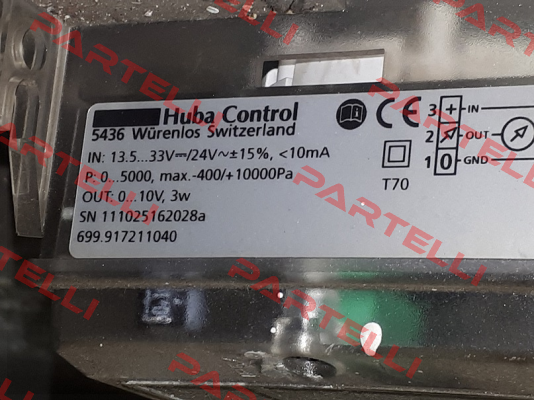 Huba Control
5436 Würenlos Switzerland
IN: 13.5...33V⎓/24V~±15%, <10mA
P: 0...5000, max.-400/+10000Pa
OUT: 0...10V, 3w
SN 111025162028a
699.917211040
T70
3 + IN
2 OUT
1 0 GND
PARTELLI
PARTELLI
PARTELLI
PARTELLI
PARTELLI
PARTELLI